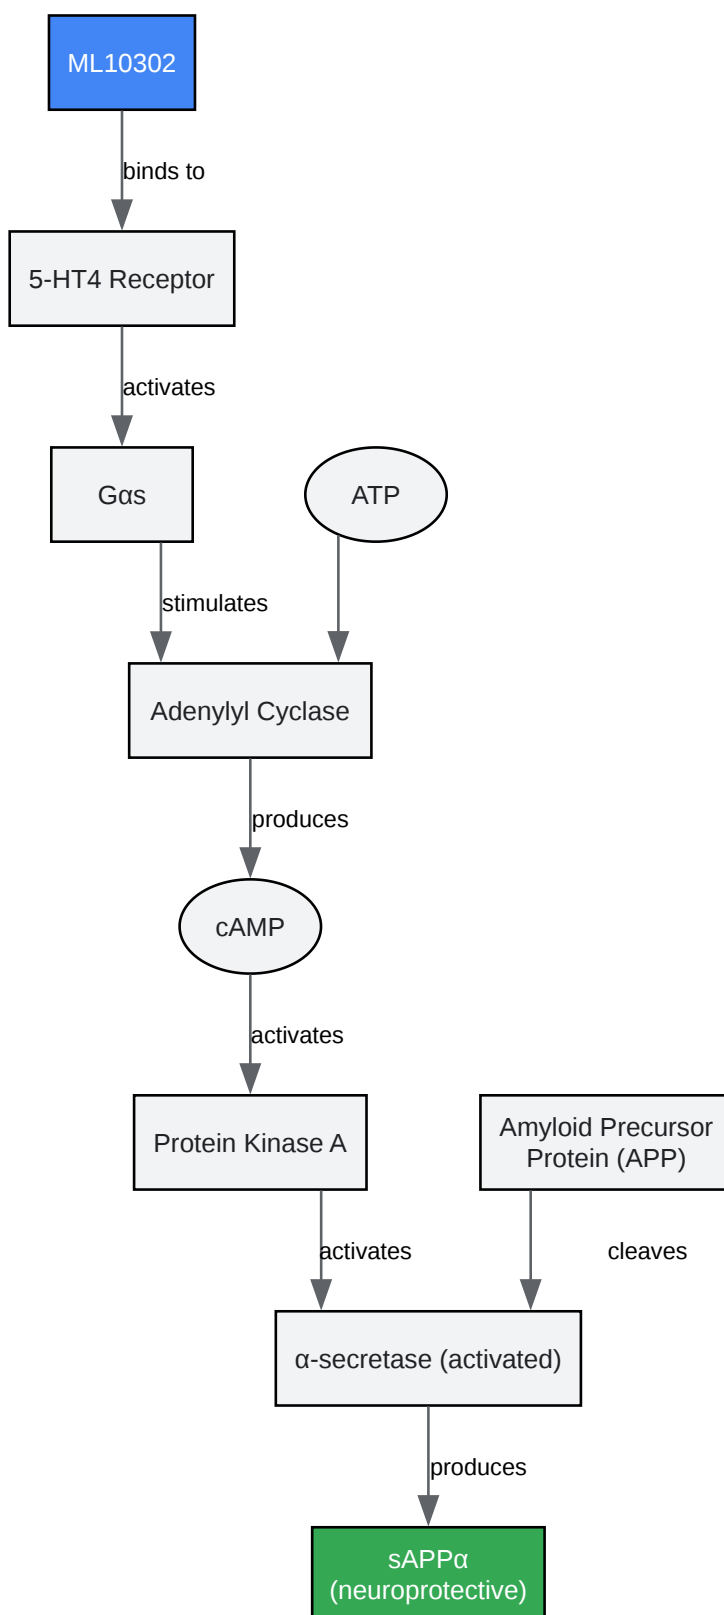 ML10302
binds to
5-HT4 Receptor
activates
Gαs
ATP
stimulates
Adenylyl Cyclase
produces
cAMP
activates
Protein Kinase A
Amyloid Precursor
Protein (APP)
activates
cleaves
α-secretase (activated)
produces
sAPPα
(neuroprotective)